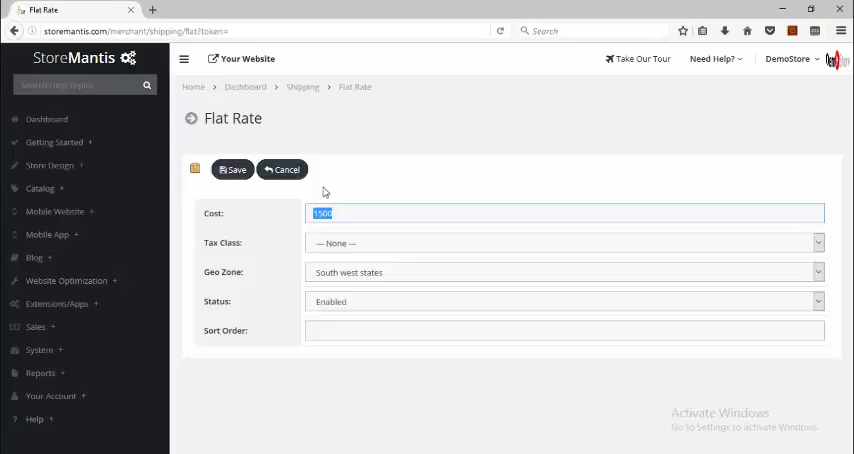 Flat Rate
storemantis.com/merchant/shipping/flat?token=
Search
StoreMantis
Your Website
Take Our Tour
Need Help?
DemoStore
Search Help Topics
Home > Dashboard > Shipping > Flat Rate
Flat Rate
Save
Cancel
Cost:
1500
Tax Class:
--- None ---
Geo Zone:
South west states
Status:
Enabled
Sort Order:
Dashboard
Getting Started +
Store Design +
Catalog +
Mobile Website +
Mobile App +
Blog +
Website Optimization +
Extensions/Apps +
Sales +
System +
Reports +
Your Account +
Help +
Activate Windows
Go to Settings to activate Windows.